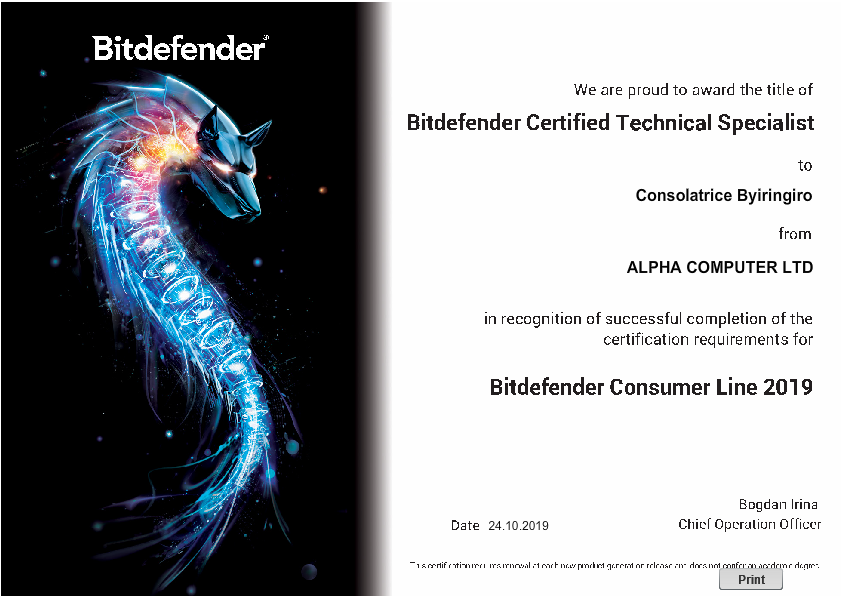 Bitdefender®
We are proud to award the title of
Bitdefender Certified Technical Specialist
to
Consolatrice Byiringiro
from
ALPHA COMPUTER LTD
in recognition of successful completion of the
certification requirements for
Bitdefender Consumer Line 2019
Bogdan Irina
Date 24.10.2019
Chief Operation Officer
This certification requires renewal at each new product generation release and does not confer an academic degree
Print